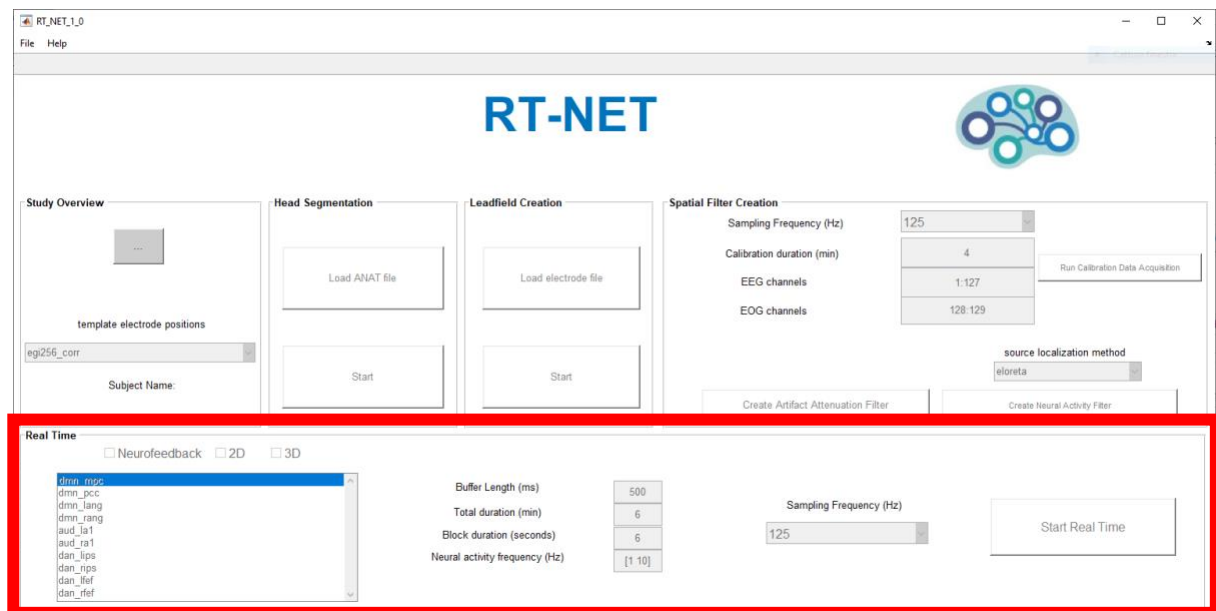 RT_NET_1_0
File Help
RT-NET
Study Overview
...
template electrode positions
egi256_corr
Subject Name:
Head Segmentation
Load ANAT file
Start
Leadfield Creation
Load electrode file
Start
Spatial Filter Creation
Sampling Frequency (Hz) 125
Calibration duration (min) 4
EEG channels 1:127
EOG channels 128:129
Run Calibration Data Acquisition
source localization method
eloreta
Create Artifact Attenuation Filter
Create Neural Activity Filter
Real Time
Neurofeedback 2D 3D
dmn_mpc
dmn_pcc
dmn_lang
dmn_rang
aud_la1
aud_ra1
dan_lips
dan_rips
dan_lfef
dan_rfef
Buffer Length (ms) 500
Total duration (min) 6
Block duration (seconds) 6
Neural activity frequency (Hz) [1 10]
Sampling Frequency (Hz)
125
Start Real Time